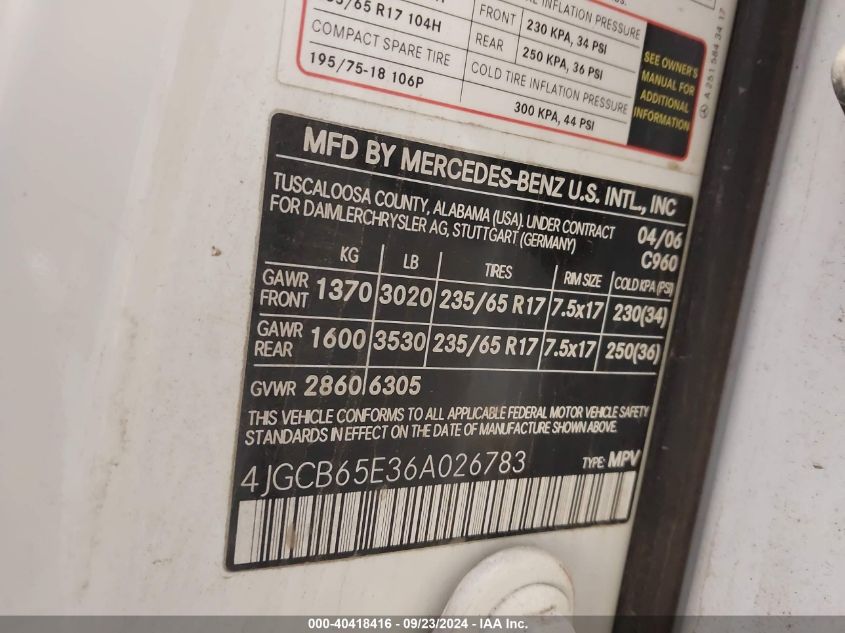 65 R17 104H
COMPACT SPARE TIRE
195/75-18 106P
INFLATION PRESSURE
FRONT 230 KPA, 34 PSI
REAR 250 KPA, 36 PSI
COLD TIRE INFLATION PRESSURE
300 KPA, 44 PSI
SEE OWNER'S
MANUAL FOR
ADDITIONAL
INFORMATION
A 251 584 34 17
MFD BY MERCEDES-BENZ U.S. INTL., INC
TUSCALOOSA COUNTY, ALABAMA (USA). UNDER CONTRACT
FOR DAIMLERCHRYSLER AG, STUTTGART (GERMANY)
04/06
C960
KG LB TIRES RIM SIZE COLD KPA (PSI)
GAWR
FRONT 1370 3020 235/65 R17 7.5x17 230(34)
GAWR
REAR 1600 3530 235/65 R17 7.5x17 250(36)
GVWR 2860 6305
THIS VEHICLE CONFORMS TO ALL APPLICABLE FEDERAL MOTOR VEHICLE SAFETY
STANDARDS IN EFFECT ON THE DATE OF MANUFACTURE SHOWN ABOVE.
4JGCB65E36A026783 TYPE: MPV
000-40418416 - 09/23/2024 - IAA Inc.